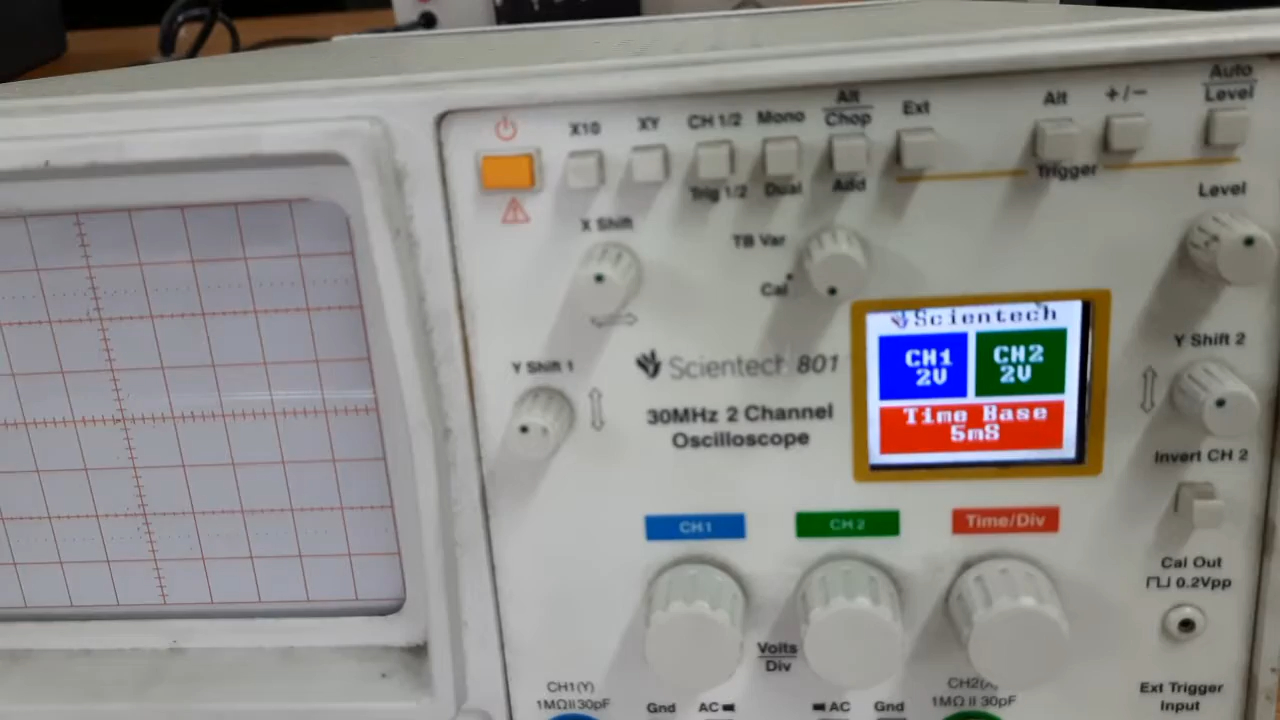 Auto
Level
Alt
+/-
Ext
Alt
Chop
Mono
CH 1/2
XY
X10
Trigger
Add
Dual
Trig 1/2
Level
X Shift
TB Var
Cal
Scientech
CH1
2V
CH2
2V
Time Base
5mS
Y Shift 2
Y Shift 1
Scientech 801
30MHz 2 Channel
Oscilloscope
Invert CH 2
CH1
CH 2
Time/Div
Cal Out
0.2Vpp
Volts
Div
CH1(Y)
1MΩ II 30pF
Gnd
AC
AC
Gnd
CH2(X)
1MΩ II 30pF
Ext Trigger
Input